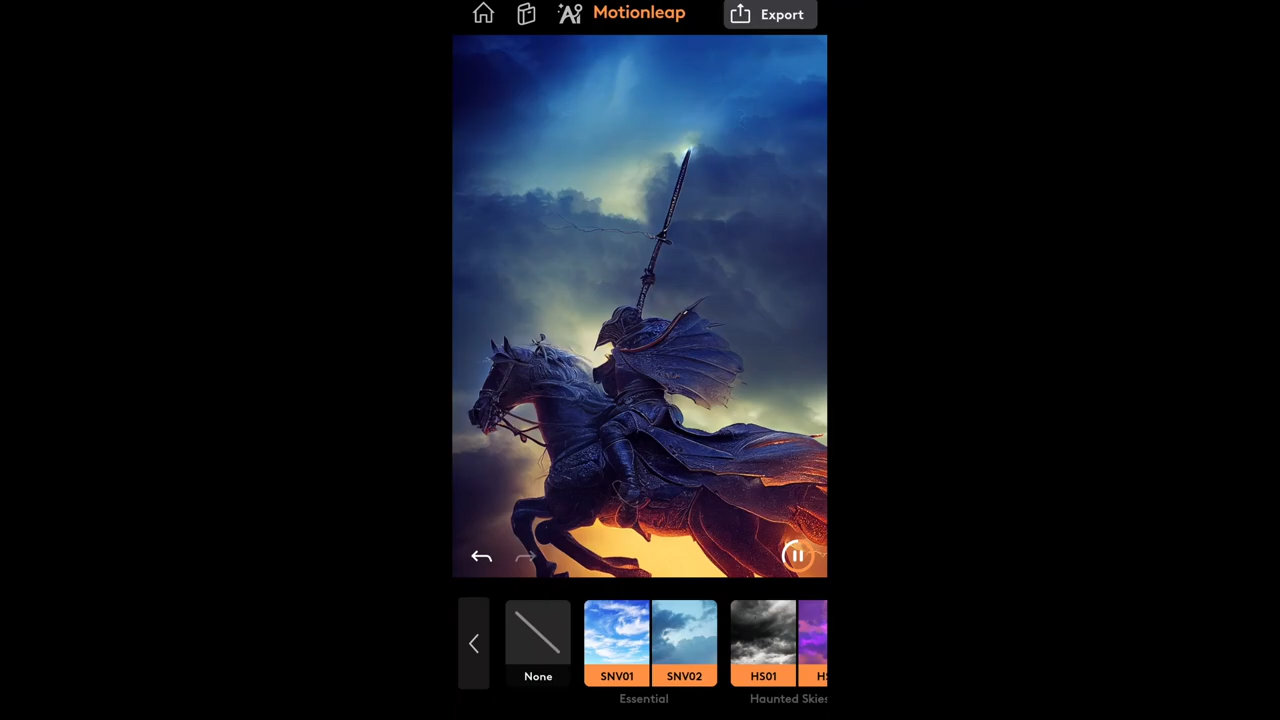 Motionleap
Export
None
SNV01
SNV02
HS01
Essential
Haunted Skies